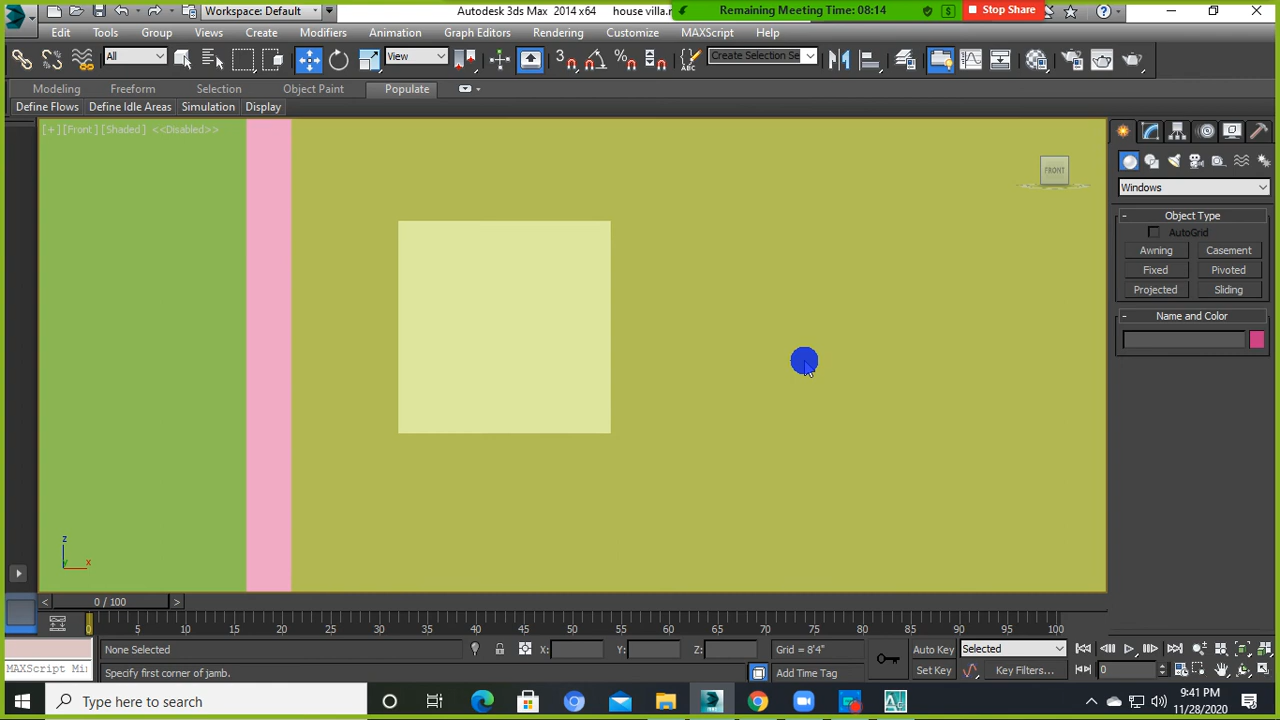 Workspace: Default
Autodesk 3ds Max 2014 x64 house villa.m
Remaining Meeting Time: 08:14
Stop Share
Edit Tools Group Views Create Modifiers Animation Graph Editors Rendering Customize MAXScript Help
All
View
3
Create Selection Se
Modeling Freeform Selection Object Paint Populate
Define Flows Define Idle Areas Simulation Display
[+] [Front] [Shaded] <<Disabled>>
FRONT
Windows
- Object Type
AutoGrid
Awning Casement
Fixed Pivoted
Projected Sliding
- Name and Color
z
x
< 0 / 100 >
0 5 10 15 20 25 30 35 40 45 50 55 60 65 70 75 80 85 90 95 100
None Selected X: Y: Z: Grid = 8'4" Auto Key Selected
MAXScript Mi Specify first corner of jamb. Add Time Tag Set Key Key Filters... 0
Type here to search
9:41 PM
11/28/2020